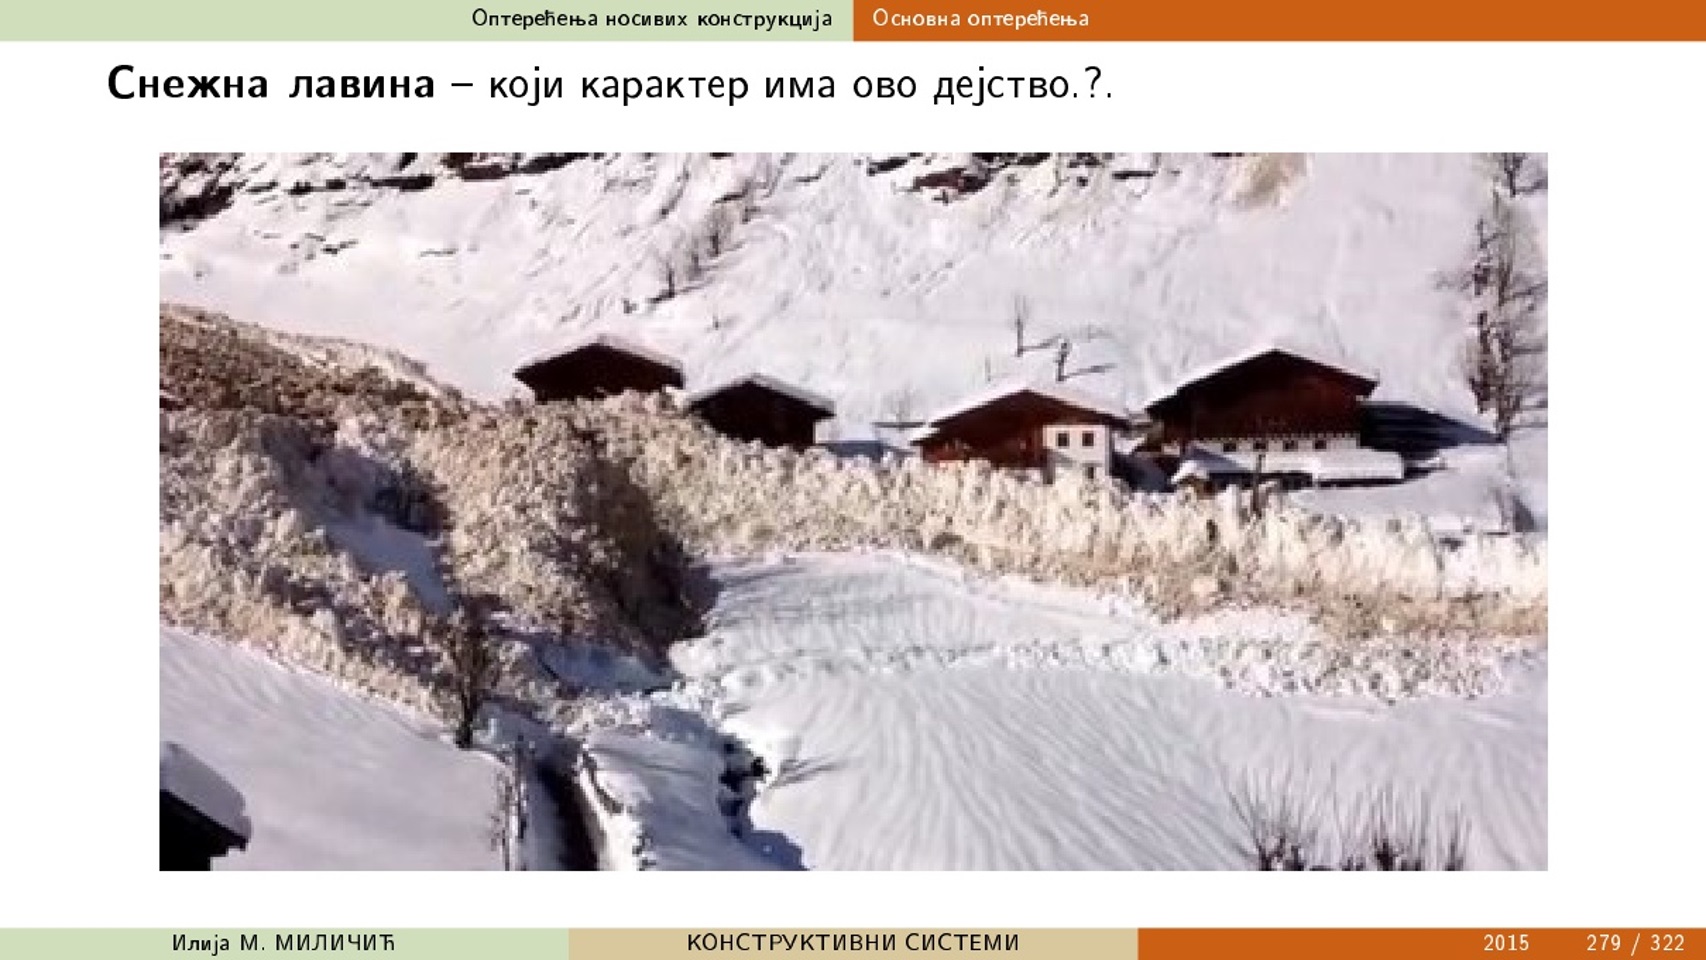 Оптерећења носивих конструкција
Основна оптерећења
Снежна лавина – који карактер има ово дејство.?.
Илија М. МИЛИЧИЋ
КОНСТРУКТИВНИ СИСТЕМИ
2015
279 / 322